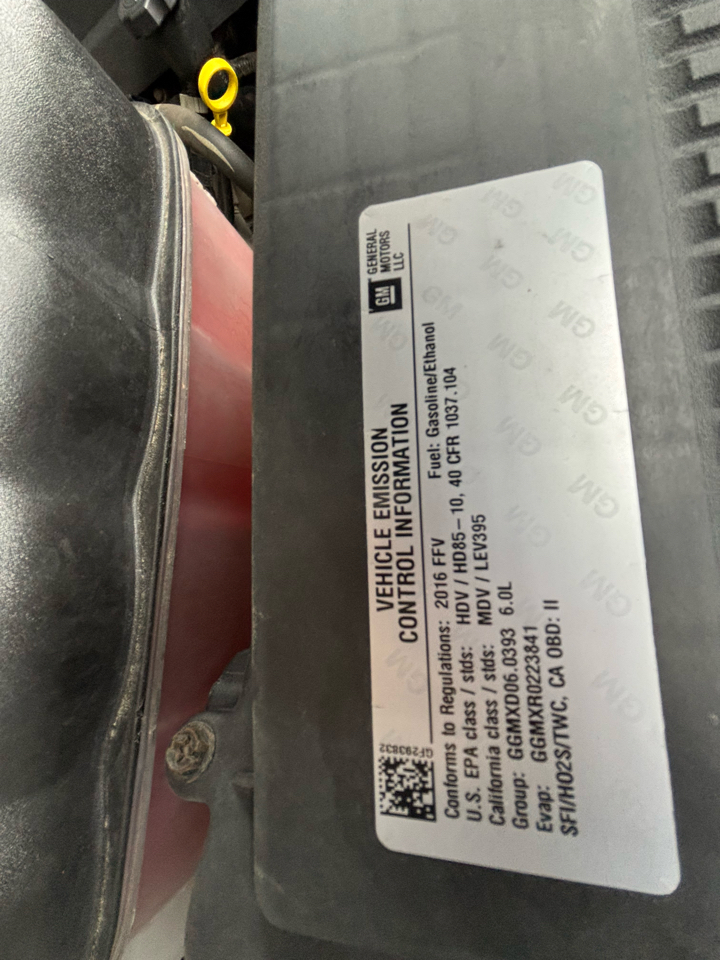 GM
GENERAL
MOTORS
LLC
VEHICLE EMISSION
CONTROL INFORMATION
GF293832
Conforms to Regulations: 2016 FFV Fuel: Gasoline/Ethanol
U.S. EPA class / stds: HDV / HD85-10, 40 CFR 1037.104
California class / stds: MDV / LEV395
Group: GGMXD06.0393 6.0L
Evap: GGMXR0223841
SFI/HO2S/TWC, CA OBD: II